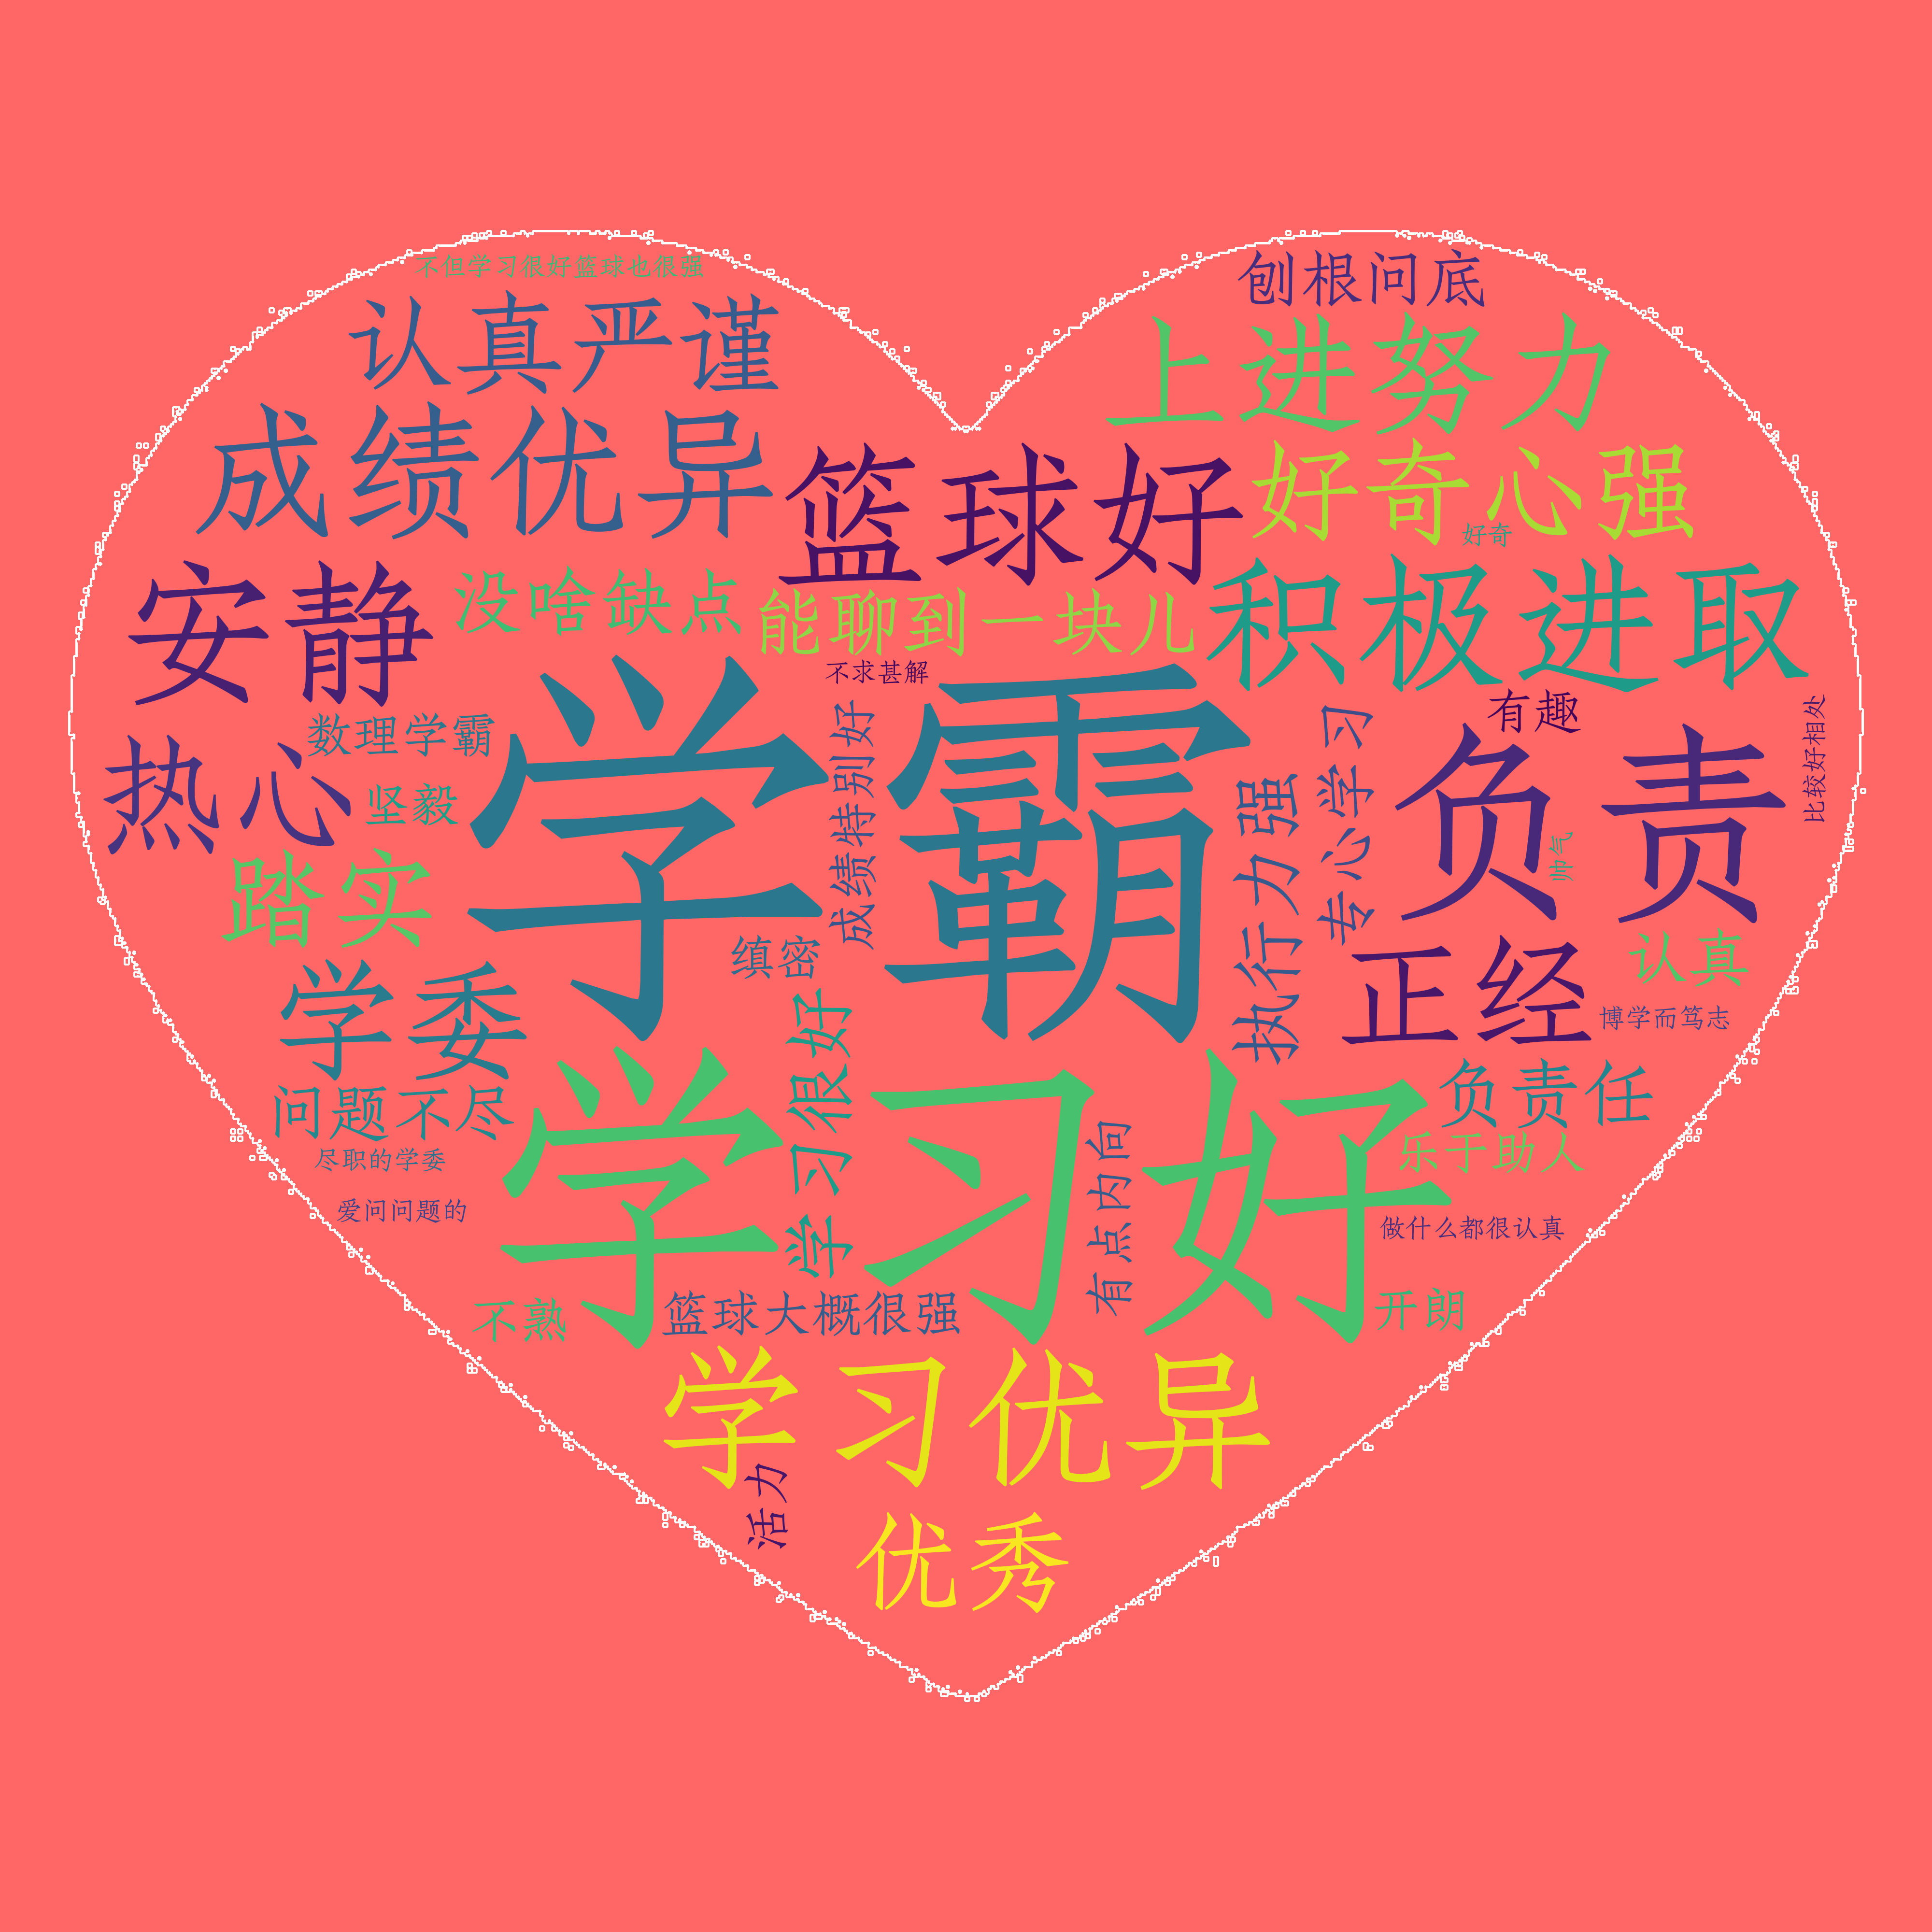 不但学习很好篮球也很强
刨根问底
认真严谨
上进努力
成绩优异
篮球好
好奇心强
好奇
安静
没啥缺点
能聊到一块儿
积极进取
不求甚解
有趣
比较好相处
数理学霸
学霸
成绩特别好
执行力强
专心学习
负责
热心
坚毅
帅气
踏实
缜密
正经
认真
学委
博学而笃志
问题不尽
学习很好
学习好
负责任
尽职的学委
有点内向
乐于助人
爱问问题的
做什么都很认真
不熟
篮球大概很强
开朗
学习优异
活力
优秀